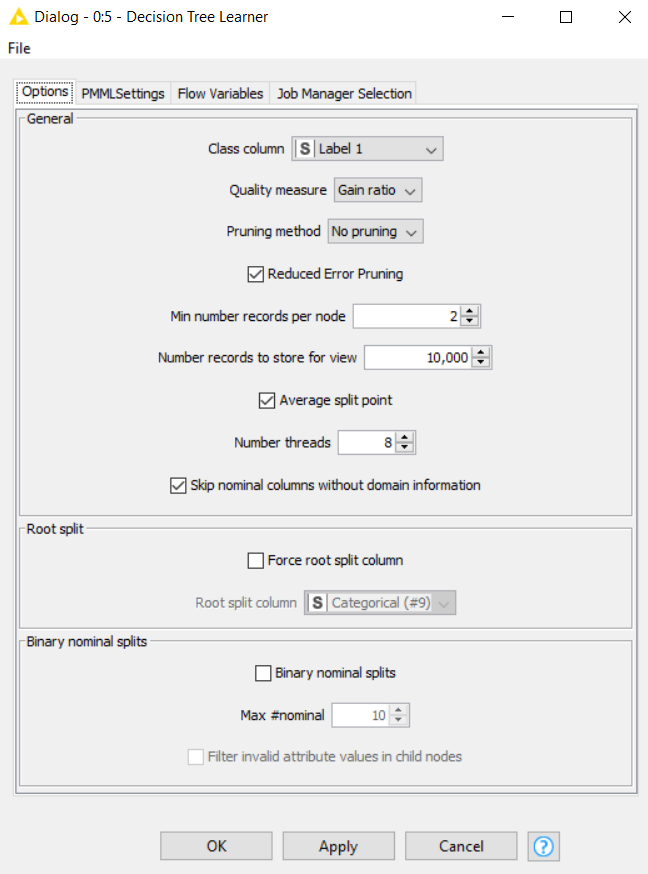 Dialog - 0:5 - Decision Tree Learner
File
Options PMMLSettings Flow Variables Job Manager Selection
General
Class column S Label 1
Quality measure Gain ratio
Pruning method No pruning
Reduced Error Pruning
Min number records per node 2
Number records to store for view 10,000
Average split point
Number threads 8
Skip nominal columns without domain information
Root split
Force root split column
Root split column S Categorical (#9)
Binary nominal splits
Binary nominal splits
Max #nominal 10
Filter invalid attribute values in child nodes
OK Apply Cancel ?